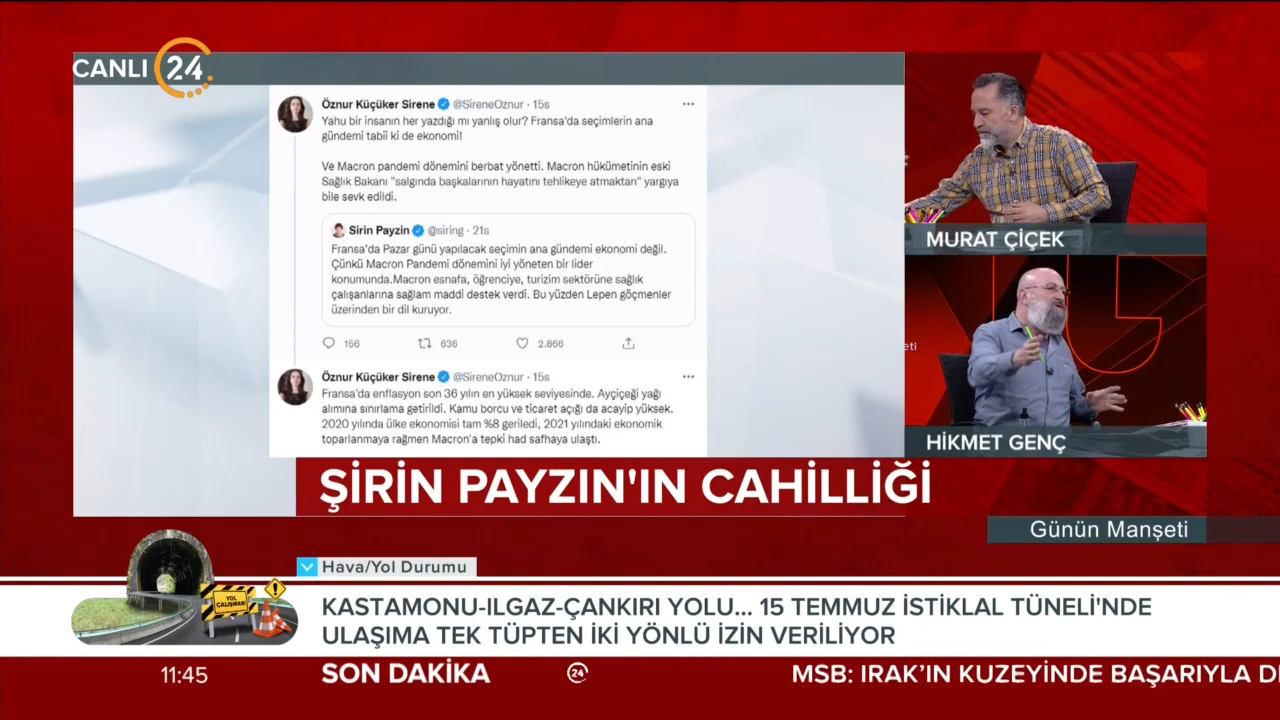 CANLI 24
Öznur Küçüker Sirene @SireneOznur · 15s
Yahu bir insanın her yazdığı mı yanlış olur? Fransa'da seçimlerin ana
gündemi tabii ki de ekonomi!
Ve Macron pandemi dönemini berbat yönetti. Macron hükümetinin eski
Sağlık Bakanı "salgında başkalarının hayatını tehlikeye atmaktan" yargıya
bile sevk edildi.
Sirin Payzin @siring · 21s
Fransa'da Pazar günü yapılacak seçimin ana gündemi ekonomi değil.
Çünkü Macron Pandemi dönemini iyi yöneten bir lider
konumunda.Macron esnafa, öğrenciye, turizim sektörüne sağlık
çalışanlarına sağlam maddi destek verdi. Bu yüzden Lepen göçmenler
üzerinden bir dil kuruyor.
156 636 2.866
Öznur Küçüker Sirene @SireneOznur · 15s
Fransa'da enflasyon son 36 yılın en yüksek seviyesinde. Ayçiçeği yağı
alımına sınırlama getirildi. Kamu borcu ve ticaret açığı da acayip yüksek.
2020 yılında ülke ekonomisi tam %8 geriledi, 2021 yılındaki ekonomik
toparlanmaya rağmen Macron'a tepki had safhaya ulaştı.
MURAT ÇİÇEK
eti
HİKMET GENÇ
ŞİRİN PAYZIN'IN CAHİLLİĞİ
Günün Manşeti
Hava/Yol Durumu
YOL
ÇALIŞMASI
KASTAMONU-ILGAZ-ÇANKIRI YOLU... 15 TEMMUZ İSTİKLAL TÜNELİ'NDE
ULAŞIMA TEK TÜPTEN İKİ YÖNLÜ İZİN VERİLİYOR
11:45 SON DAKİKA 24 MSB: IRAK'IN KUZEYİNDE BAŞARIYLA D